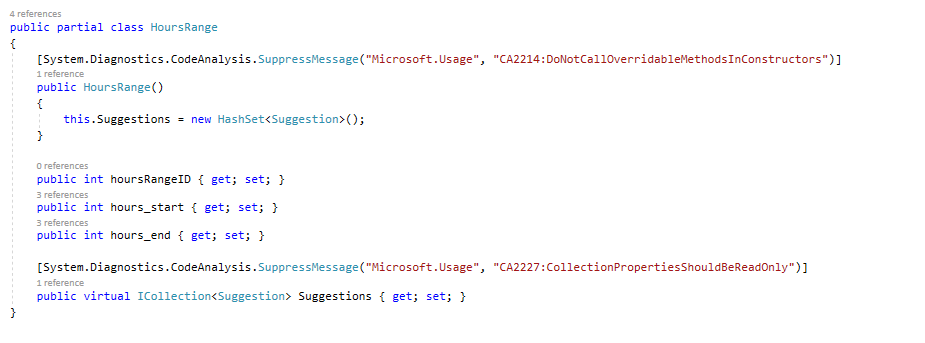 4 references
public partial class HoursRange
{
[System.Diagnostics.CodeAnalysis.SuppressMessage("Microsoft.Usage", "CA2214:DoNotCallOverridableMethodsInConstructors")]
1 reference
public HoursRange()
{
this.Suggestions = new HashSet<Suggestion>();
}
0 references
public int hoursRangeID { get; set; }
3 references
public int hours_start { get; set; }
3 references
public int hours_end { get; set; }
[System.Diagnostics.CodeAnalysis.SuppressMessage("Microsoft.Usage", "CA2227:CollectionPropertiesShouldBeReadOnly")]
1 reference
public virtual ICollection<Suggestion> Suggestions { get; set; }
}